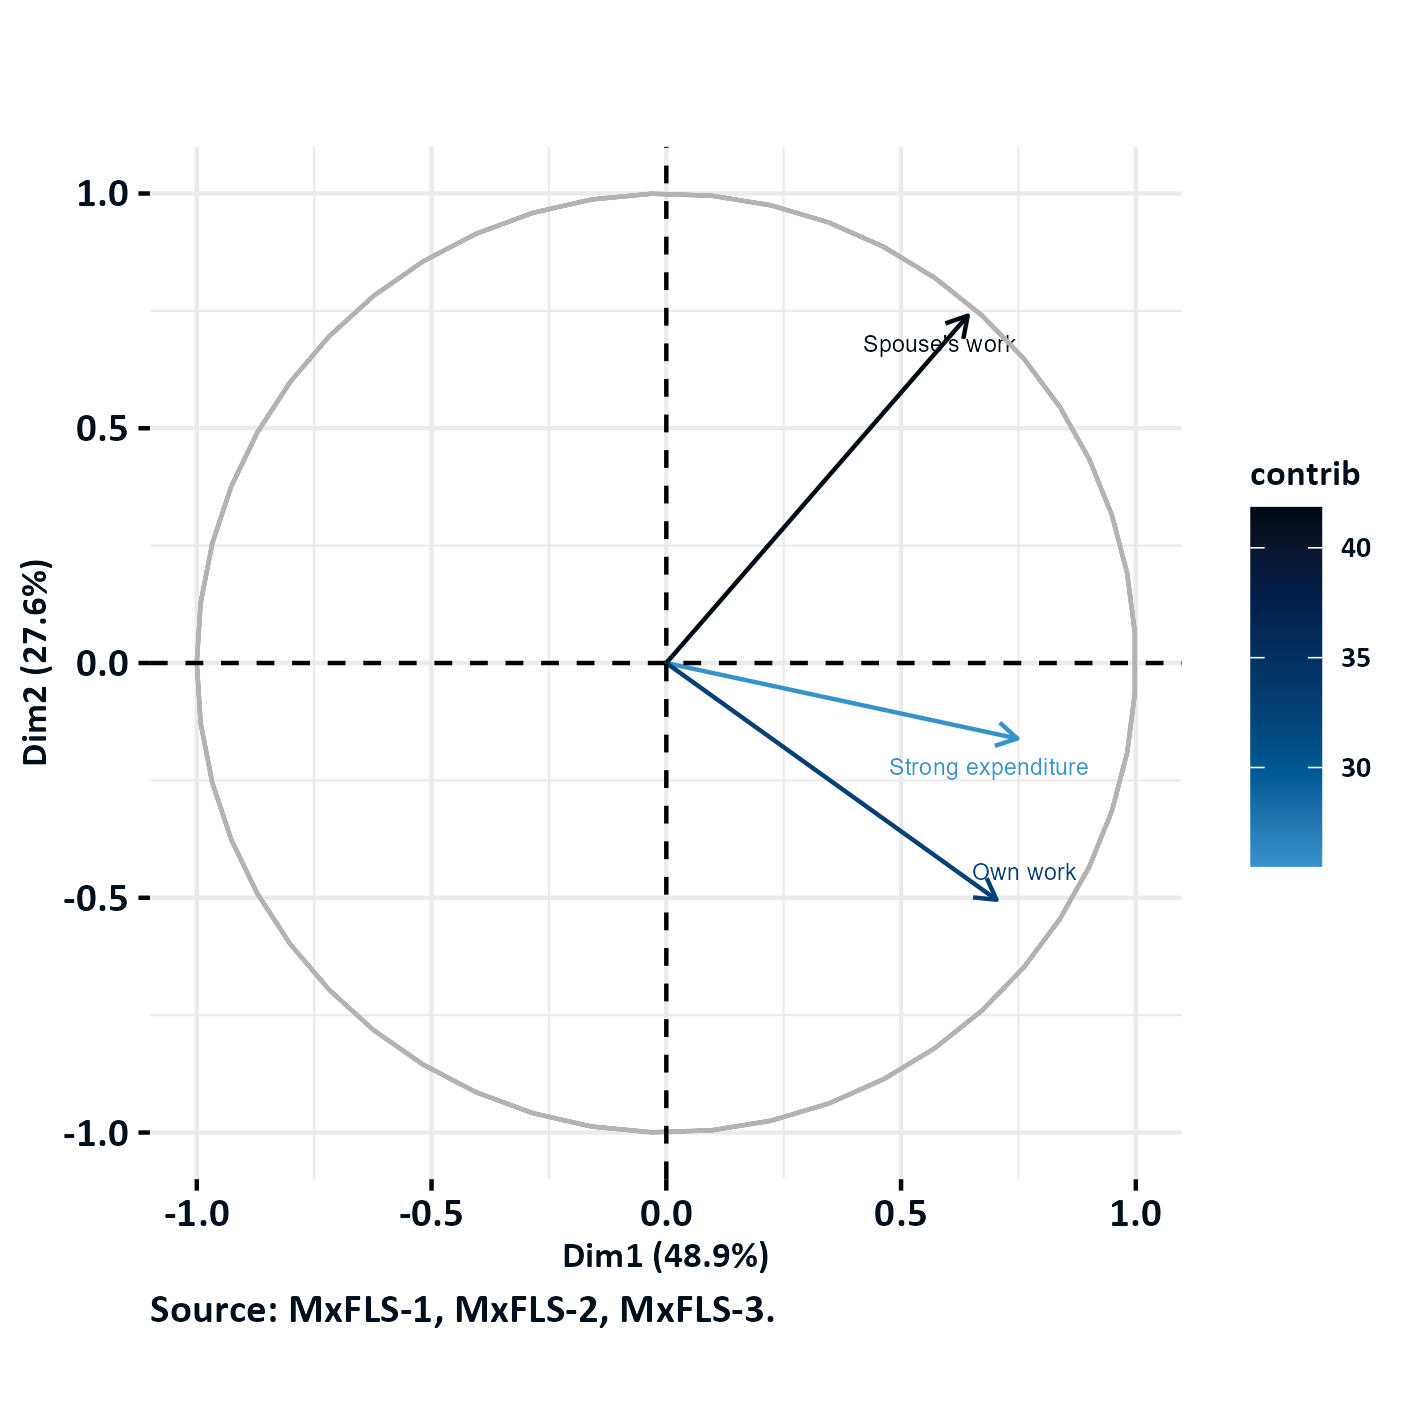 1.0
0.5
0.0
-0.5
-1.0
Dim2 (27.6%)
Spouse's work
Strong expenditure
Own work
contrib
40
35
30
-1.0 -0.5 0.0 0.5 1.0
Dim1 (48.9%)
Source: MxFLS-1, MxFLS-2, MxFLS-3.